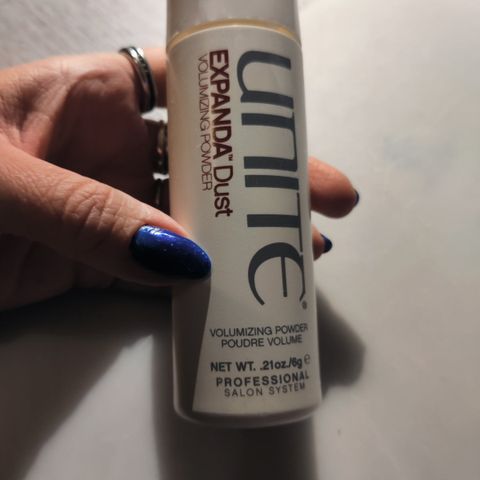 UNITE®
EXPANDA™ Dust
VOLUMIZING POWDER
VOLUMIZING POWDER
POUDRE VOLUME
NET WT. .21oz./6g ℮
PROFESSIONAL
SALON SYSTEM